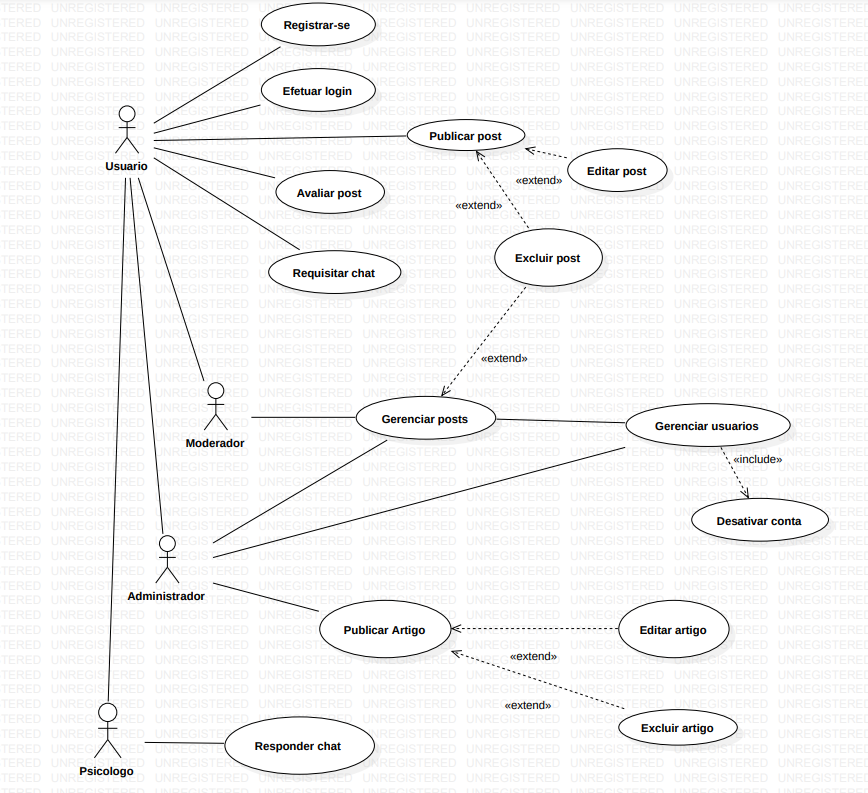 Registrar-se
Efetuar login
Publicar post
Editar post
Usuario
«extend»
Avaliar post
«extend»
Excluir post
Requisitar chat
«extend»
Gerenciar posts
Gerenciar usuarios
Moderador
«include»
Desativar conta
Administrador
Publicar Artigo
Editar artigo
«extend»
«extend»
Excluir artigo
Responder chat
Psicologo
UNREGISTERED